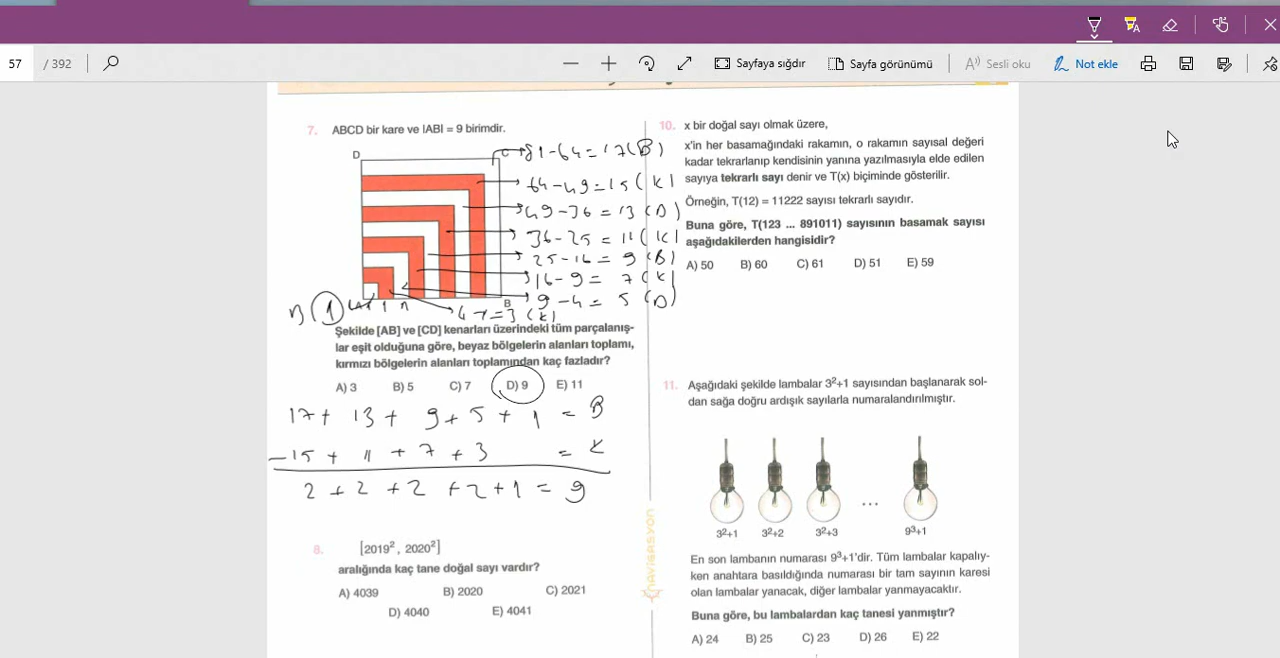 57 / 392
Sayfaya sığdır
Sayfa görünümü
Sesli oku
Not ekle
7. ABCD bir kare ve |AB| = 9 birimdir.
D
C
81-64=17(B)
64-49=15(K)
49-36=13(B)
36-25=11(K)
25-16=9(B)
16-9=7(K)
9-4=5(B)
B
Şekilde [AB] ve [CD] kenarları üzerindeki tüm parçalanış-
lar eşit olduğuna göre, beyaz bölgelerin alanları toplamı,
kırmızı bölgelerin alanları toplamından kaç fazladır?
A) 3 B) 5 C) 7 D) 9 E) 11
17+ 13+ 9+5+1 = B
-15+ 11+7+3 = K
2+2+2+2+1=9
8. [2019², 2020²]
aralığında kaç tane doğal sayı vardır?
A) 4039 B) 2020 C) 2021
D) 4040 E) 4041
NAVİGASYON
10. x bir doğal sayı olmak üzere,
x'in her basamağındaki rakamın, o rakamın sayısal değeri
kadar tekrarlanıp kendisinin yanına yazılmasıyla elde edilen
sayıya tekrarlı sayı denir ve T(x) biçiminde gösterilir.
Örneğin, T(12) = 11222 sayısı tekrarlı sayıdır.
Buna göre, T(123 ... 891011) sayısının basamak sayısı
aşağıdakilerden hangisidir?
A) 50 B) 60 C) 61 D) 51 E) 59
11. Aşağıdaki şekilde lambalar 3²+1 sayısından başlanarak sol-
dan sağa doğru ardışık sayılarla numaralandırılmıştır.
...
3²+1 3²+2 3²+3 9³+1
En son lambanın numarası 9³+1'dir. Tüm lambalar kapalıy-
ken anahtara basıldığında numarası bir tam sayının karesi
olan lambalar yanacak, diğer lambalar yanmayacaktır.
Buna göre, bu lambalardan kaç tanesi yanmıştır?
A) 24 B) 25 C) 23 D) 26 E) 22